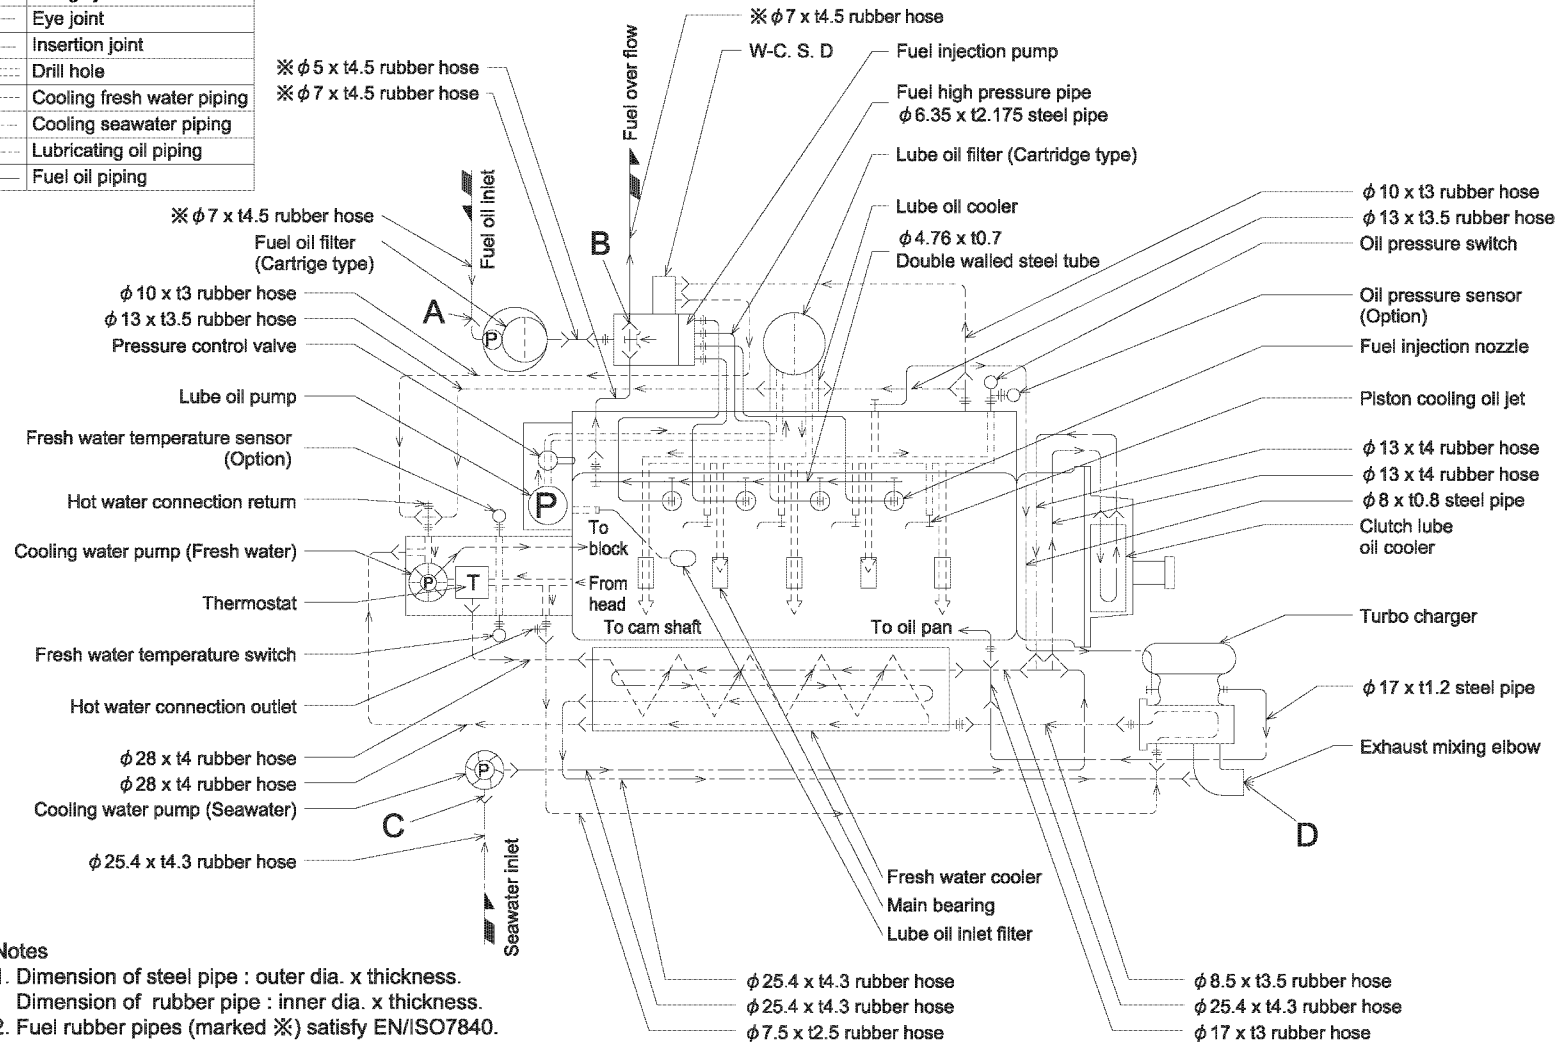 Eye joint
Insertion joint
Drill hole
Cooling fresh water piping
Cooling seawater piping
Lubricating oil piping
Fuel oil piping
※ φ5 x t4.5 rubber hose
※ φ7 x t4.5 rubber hose
Fuel over flow
※ φ7 x t4.5 rubber hose
W-C. S. D
Fuel injection pump
Fuel high pressure pipe
φ6.35 x t2.175 steel pipe
Lube oil filter (Cartridge type)
Lube oil cooler
φ4.76 x t0.7
Double walled steel tube
Fuel oil inlet
※ φ7 x t4.5 rubber hose
Fuel oil filter
(Cartrige type)
φ10 x t3 rubber hose
φ13 x t3.5 rubber hose
Pressure control valve
Lube oil pump
Fresh water temperature sensor
(Option)
Hot water connection return
Cooling water pump (Fresh water)
Thermostat
Fresh water temperature switch
Hot water connection outlet
φ28 x t4 rubber hose
φ28 x t4 rubber hose
Cooling water pump (Seawater)
φ25.4 x t4.3 rubber hose
Seawater inlet
A
B
C
D
P
P
P
T
P
To
block
From
head
To cam shaft
To oil pan
φ10 x t3 rubber hose
φ13 x t3.5 rubber hose
Oil pressure switch
Oil pressure sensor
(Option)
Fuel injection nozzle
Piston cooling oil jet
φ13 x t4 rubber hose
φ13 x t4 rubber hose
φ8 x t0.8 steel pipe
Clutch lube
oil cooler
Turbo charger
φ17 x t1.2 steel pipe
Exhaust mixing elbow
Fresh water cooler
Main bearing
Lube oil inlet filter
φ25.4 x t4.3 rubber hose
φ25.4 x t4.3 rubber hose
φ7.5 x t2.5 rubber hose
φ8.5 x t3.5 rubber hose
φ25.4 x t4.3 rubber hose
φ17 x t3 rubber hose
Notes
1. Dimension of steel pipe : outer dia. x thickness.
Dimension of rubber pipe : inner dia. x thickness.
2. Fuel rubber pipes (marked ※) satisfy EN/ISO7840.